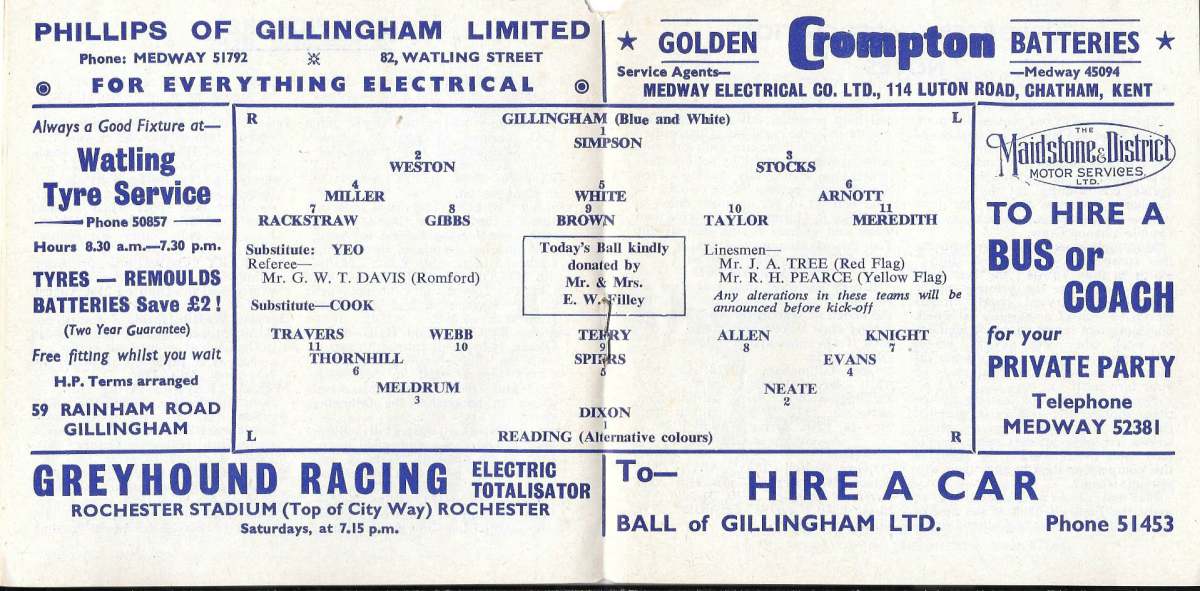 PHILLIPS OF GILLINGHAM LIMITED
Phone: MEDWAY 51792 82, WATLING STREET
FOR EVERYTHING ELECTRICAL
GOLDEN Crompton BATTERIES
Service Agents— —Medway 45094
MEDWAY ELECTRICAL CO. LTD., 114 LUTON ROAD, CHATHAM, KENT
Always a Good Fixture at—
Watling
Tyre Service
Phone 50857
Hours 8.30 a.m.—7.30 p.m.
TYRES — REMOULDS
BATTERIES Save £2!
(Two Year Guarantee)
Free fitting whilst you wait
H.P. Terms arranged
59 RAINHAM ROAD
GILLINGHAM
R GILLINGHAM (Blue and White) L
1
SIMPSON
2 3
WESTON STOCKS
4 5 6
MILLER WHITE ARNOTT
7 8 9 10 11
RACKSTRAW GIBBS BROWN TAYLOR MEREDITH
Substitute: YEO
Referee—
Mr. G. W. T. DAVIS (Romford)
Substitute—COOK
Today's Ball kindly
donated by
Mr. & Mrs.
E. W. Filley
Linesmen—
Mr. J. A. TREE (Red Flag)
Mr. R. H. PEARCE (Yellow Flag)
Any alterations in these teams will be
announced before kick-off
TRAVERS WEBB TERRY ALLEN KNIGHT
11 10 9 8 7
THORNHILL SPIERS EVANS
6 5 4
MELDRUM NEATE
3 2
DIXON
1
L READING (Alternative colours) R
THE
Maidstone & District
MOTOR SERVICES
LTD.
TO HIRE A
BUS or
COACH
for your
PRIVATE PARTY
Telephone
MEDWAY 52381
GREYHOUND RACING ELECTRIC
TOTALISATOR
ROCHESTER STADIUM (Top of City Way) ROCHESTER
Saturdays, at 7.15 p.m.
To—
HIRE A CAR
BALL of GILLINGHAM LTD. Phone 51453